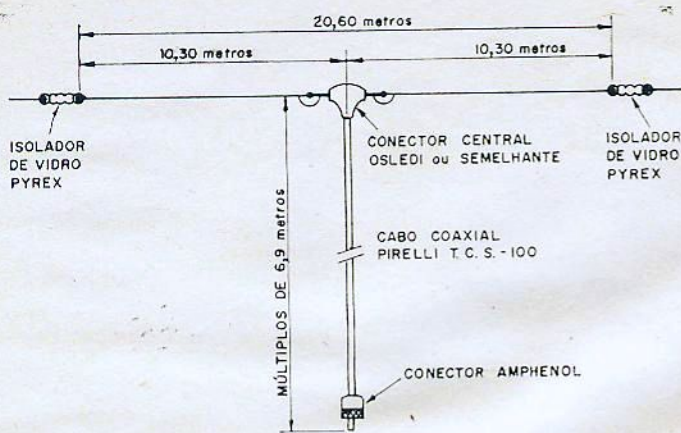 20,60 metros
10,30 metros
10,30 metros
ISOLADOR
DE VIDRO
PYREX
CONECTOR CENTRAL
OSLEDI ou SEMELHANTE
ISOLADOR
DE VIDRO
PYREX
MÚLTIPLOS DE 6,9 metros
CABO COAXIAL
PIRELLI T.C.S.-100
CONECTOR AMPHENOL